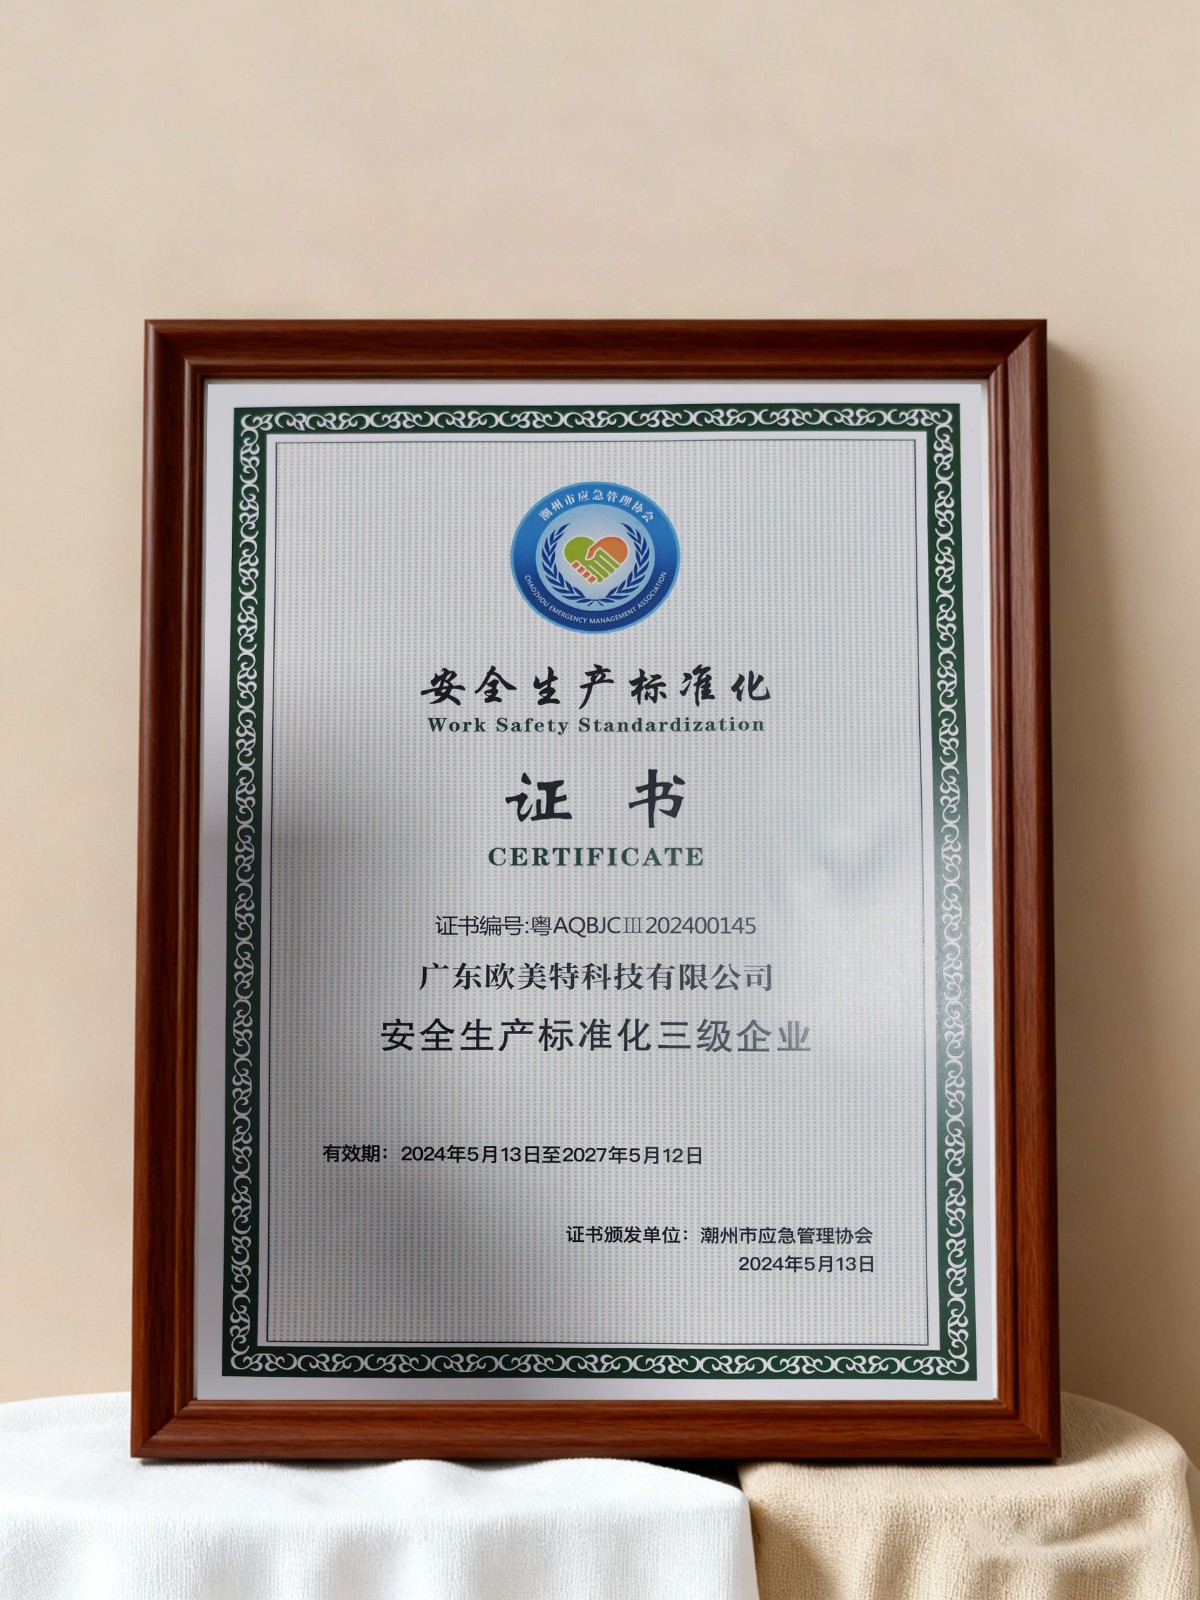 潮州市应急管理协会
CHAOZHOU EMERGENCY MANAGEMENT ASSOCIATION
安全生产标准化
Work Safety Standardization
证 书
CERTIFICATE
证书编号:粤AQBJCⅢ202400145
广东欧美特科技有限公司
安全生产标准化三级企业
有效期：2024年5月13日至2027年5月12日
证书颁发单位：潮州市应急管理协会
2024年5月13日